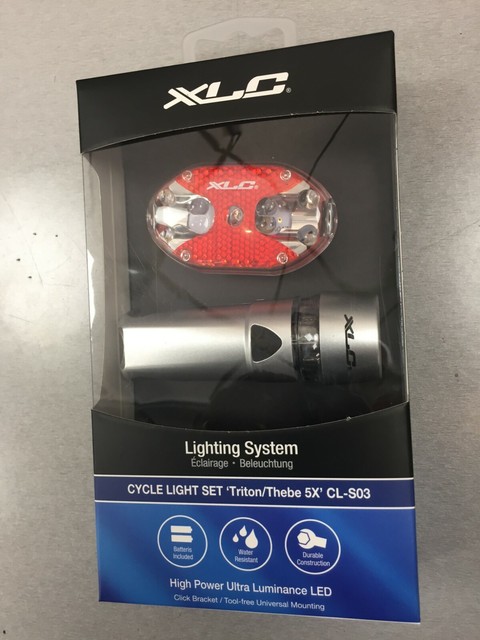 XLC®
XLC®
XLC
Lighting System
Éclairage • Beleuchtung
CYCLE LIGHT SET 'Triton/Thebe 5X' CL-S03
Batteris
Included
Water
Resistant
Durable
Construction
High Power Ultra Luminance LED
Click Bracket / Tool-free Universal Mounting